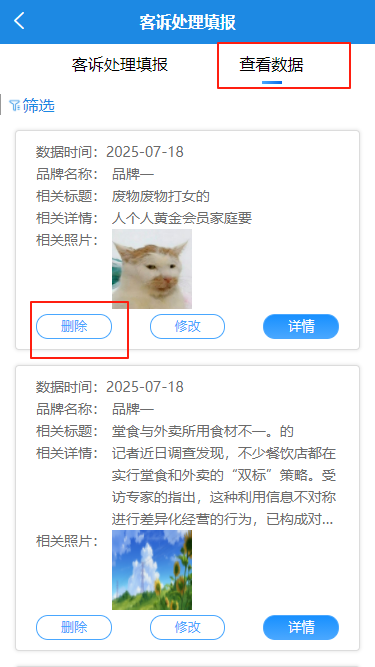 客诉处理填报
客诉处理填报 查看数据
筛选
数据时间：2025-07-18
品牌名称： 品牌一
相关标题： 废物废物打女的
相关详情： 人个人黄金会员家庭要
相关照片：
删除 修改 详情
数据时间：2025-07-18
品牌名称： 品牌一
相关标题： 堂食与外卖所用食材不一。的
相关详情： 记者近日调查发现，不少餐饮店都在
实行堂食和外卖的“双标”策略。受
访专家的指出，这种利用信息不对称
进行差异化经营的行为，已构成对...
相关照片：
删除 修改 详情